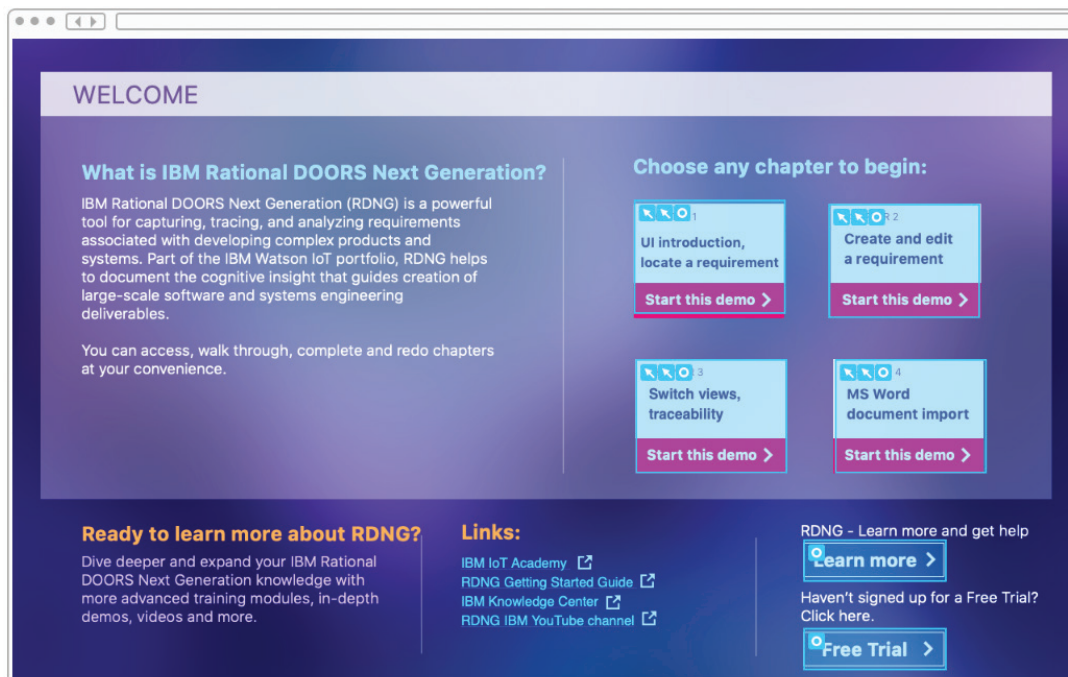 WELCOME
What is IBM Rational DOORS Next Generation?
IBM Rational DOORS Next Generation (RDNG) is a powerful
tool for capturing, tracing, and analyzing requirements
associated with developing complex products and
systems. Part of the IBM Watson IoT portfolio, RDNG helps
to document the cognitive insight that guides creation of
large-scale software and systems engineering
deliverables.
You can access, walk through, complete and redo chapters
at your convenience.
Choose any chapter to begin:
1
UI introduction,
locate a requirement
Start this demo
R 2
Create and edit
a requirement
Start this demo
3
Switch views,
traceability
Start this demo
4
MS Word
document import
Start this demo
Ready to learn more about RDNG?
Dive deeper and expand your IBM Rational
DOORS Next Generation knowledge with
more advanced training modules, in-depth
demos, videos and more.
Links:
IBM IoT Academy
RDNG Getting Started Guide
IBM Knowledge Center
RDNG IBM YouTube channel
RDNG - Learn more and get help
Learn more
Haven't signed up for a Free Trial?
Click here.
Free Trial